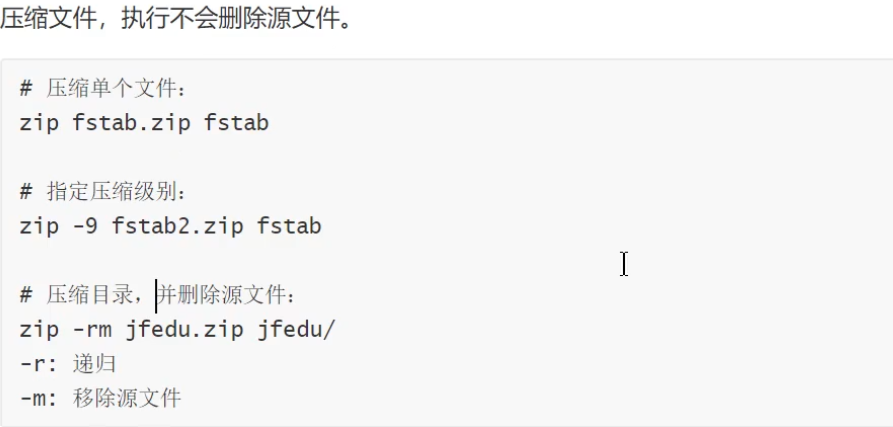 压缩文件，执行不会删除源文件。
# 压缩单个文件：
zip fstab.zip fstab
# 指定压缩级别：
zip -9 fstab2.zip fstab
# 压缩目录，并删除源文件：
zip -rm jfedu.zip jfedu/
-r: 递归
-m: 移除源文件